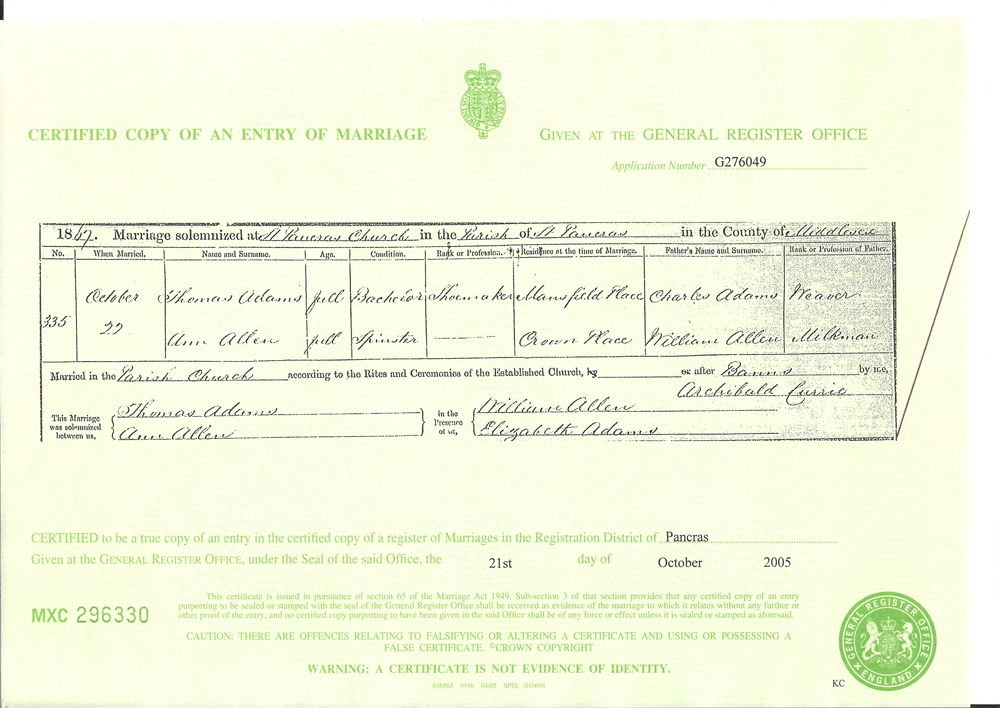 CERTIFIED COPY OF AN ENTRY OF MARRIAGE
GIVEN AT THE GENERAL REGISTER OFFICE
Application Number G276049
1867. Marriage solemnized at St Pancras Church in the Parish of St Pancras in the County of Middlesex
No. When Married. Name and Surname. Age. Condition. Rank or Profession. Residence at the time of Marriage. Father's Name and Surname. Rank or Profession of Father.
October Thomas Adams full Bachelor Shoemaker Mansfield Place Charles Adams Weaver
335 22 Ann Allen full Spinster Crown Place William Allen Milkman
Married in the Parish Church according to the Rites and Ceremonies of the Established Church, by or after Banns by me,
Archibald Currie
This Marriage was solemnized between us, Thomas Adams in the Presence of us, William Allen
Ann Allen Elizabeth Adams
CERTIFIED to be a true copy of an entry in the certified copy of a register of Marriages in the Registration District of Pancras
Given at the GENERAL REGISTER OFFICE, under the Seal of the said Office, the 21st day of October 2005
MXC 296330
This certificate is issued in pursuance of section 65 of the Marriage Act 1949. Sub-section 3 of that section provides that any certified copy of an entry
purporting to be sealed or stamped with the seal of the General Register Office shall be received as evidence of the marriage to which it relates without any further or
other proof of the entry, and no certified copy purporting to have been given in the said Office shall be of any force or effect unless it is sealed or stamped as aforesaid.
CAUTION: THERE ARE OFFENCES RELATING TO FALSIFYING OR ALTERING A CERTIFICATE AND USING OR POSSESSING A
FALSE CERTIFICATE. ©CROWN COPYRIGHT
WARNING: A CERTIFICATE IS NOT EVIDENCE OF IDENTITY.
036563 9198 04/05 SPSL 010694
KC
GENERAL REGISTER OFFICE
ENGLAND